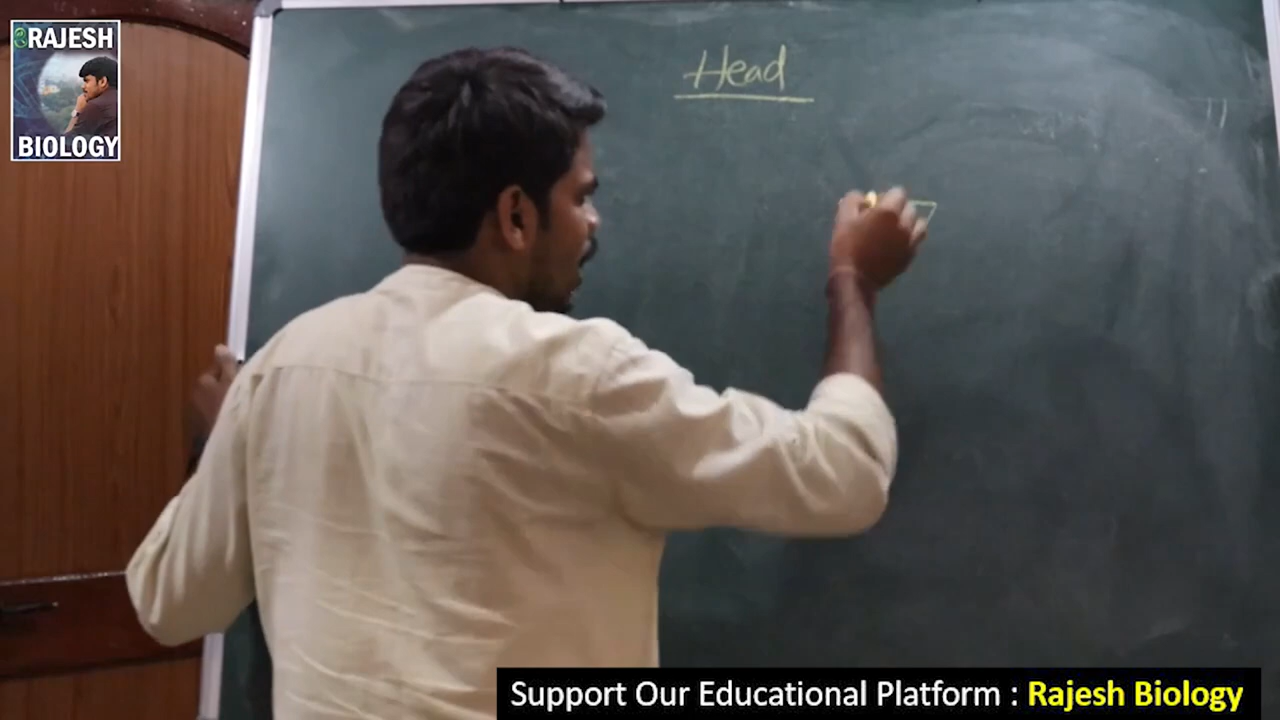 RAJESH
BIOLOGY
Head
Support Our Educational Platform : Rajesh Biology